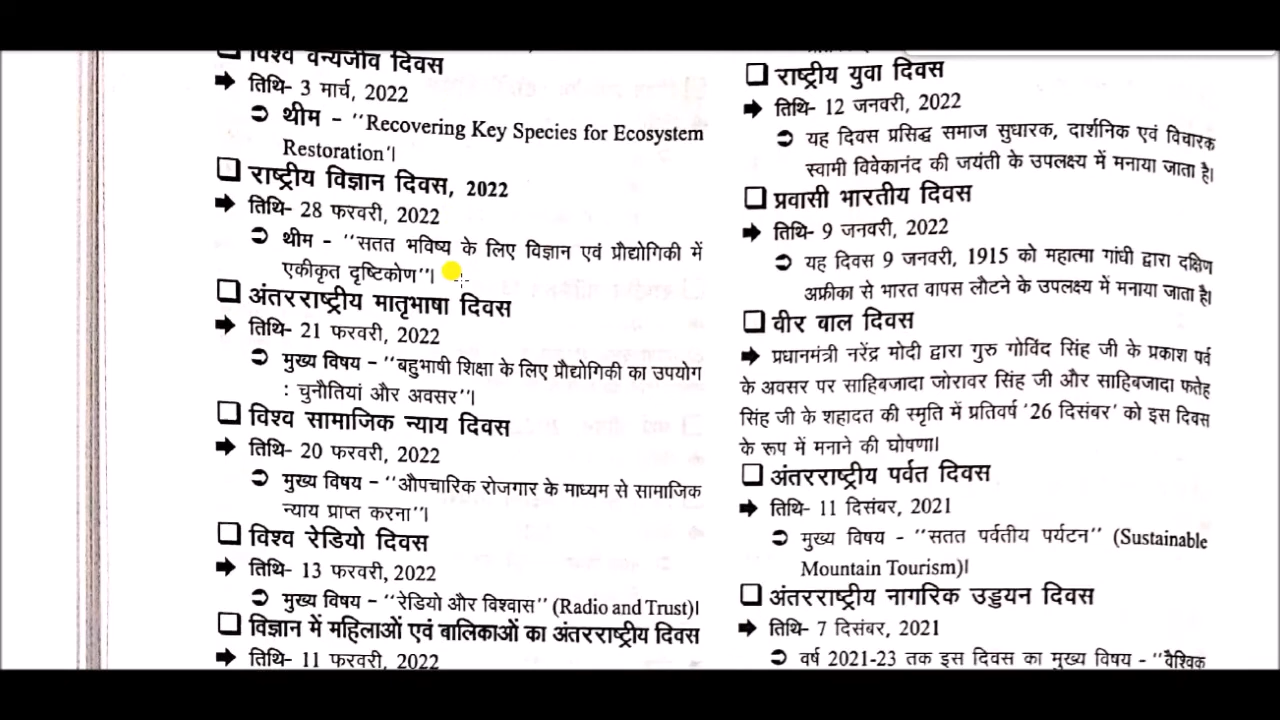 विश्व वन्यजीव दिवस
तिथि- 3 मार्च, 2022
थीम - ''Recovering Key Species for Ecosystem
Restoration'।
राष्ट्रीय विज्ञान दिवस, 2022
तिथि- 28 फरवरी, 2022
थीम - ''सतत भविष्य के लिए विज्ञान एवं प्रौद्योगिकी में
एकीकृत दृष्टिकोण''।
अंतरराष्ट्रीय मातृभाषा दिवस
तिथि- 21 फरवरी, 2022
मुख्य विषय - ''बहुभाषी शिक्षा के लिए प्रौद्योगिकी का उपयोग
: चुनौतियां और अवसर''।
विश्व सामाजिक न्याय दिवस
तिथि- 20 फरवरी, 2022
मुख्य विषय - ''औपचारिक रोजगार के माध्यम से सामाजिक
न्याय प्राप्त करना''।
विश्व रेडियो दिवस
तिथि- 13 फरवरी, 2022
मुख्य विषय - ''रेडियो और विश्वास'' (Radio and Trust)।
विज्ञान में महिलाओं एवं बालिकाओं का अंतरराष्ट्रीय दिवस
तिथि- 11 फरवरी, 2022
राष्ट्रीय युवा दिवस
तिथि- 12 जनवरी, 2022
यह दिवस प्रसिद्ध समाज सुधारक, दार्शनिक एवं विचारक
स्वामी विवेकानंद की जयंती के उपलक्ष्य में मनाया जाता है।
प्रवासी भारतीय दिवस
तिथि- 9 जनवरी, 2022
यह दिवस 9 जनवरी, 1915 को महात्मा गांधी द्वारा दक्षिण
अफ्रीका से भारत वापस लौटने के उपलक्ष्य में मनाया जाता है।
वीर बाल दिवस
प्रधानमंत्री नरेंद्र मोदी द्वारा गुरु गोविंद सिंह जी के प्रकाश पर्व
के अवसर पर साहिबजादा जोरावर सिंह जी और साहिबजादा फतेह
सिंह जी के शहादत की स्मृति में प्रतिवर्ष '26 दिसंबर' को इस दिवस
के रूप में मनाने की घोषणा।
अंतरराष्ट्रीय पर्वत दिवस
तिथि- 11 दिसंबर, 2021
मुख्य विषय - ''सतत पर्वतीय पर्यटन'' (Sustainable
Mountain Tourism)।
अंतरराष्ट्रीय नागरिक उड्डयन दिवस
तिथि- 7 दिसंबर, 2021
वर्ष 2021-23 तक इस दिवस का मुख्य विषय - ''वैश्विक